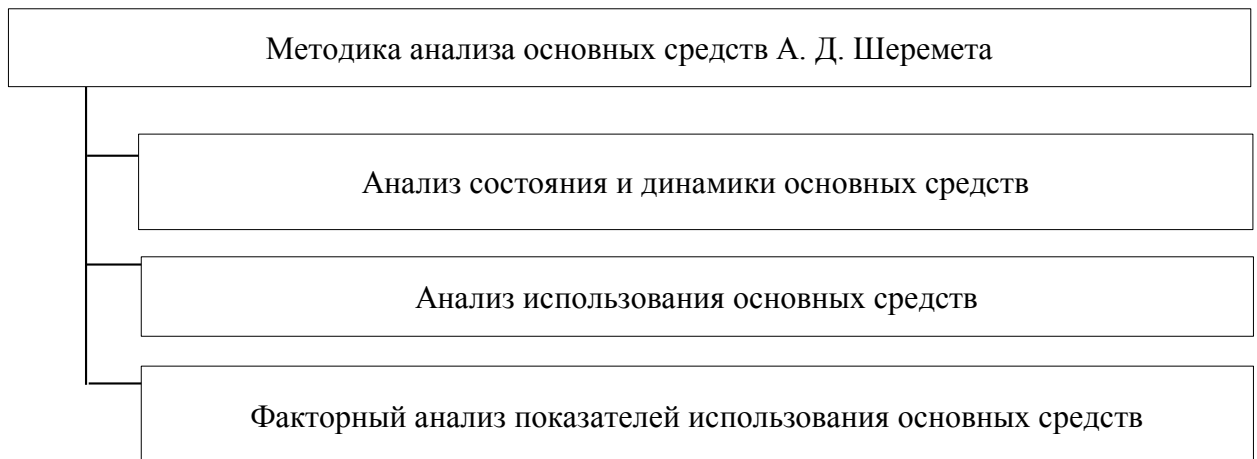 Методика анализа основных средств А. Д. Шеремета
Анализ состояния и динамики основных средств
Анализ использования основных средств
Факторный анализ показателей использования основных средств